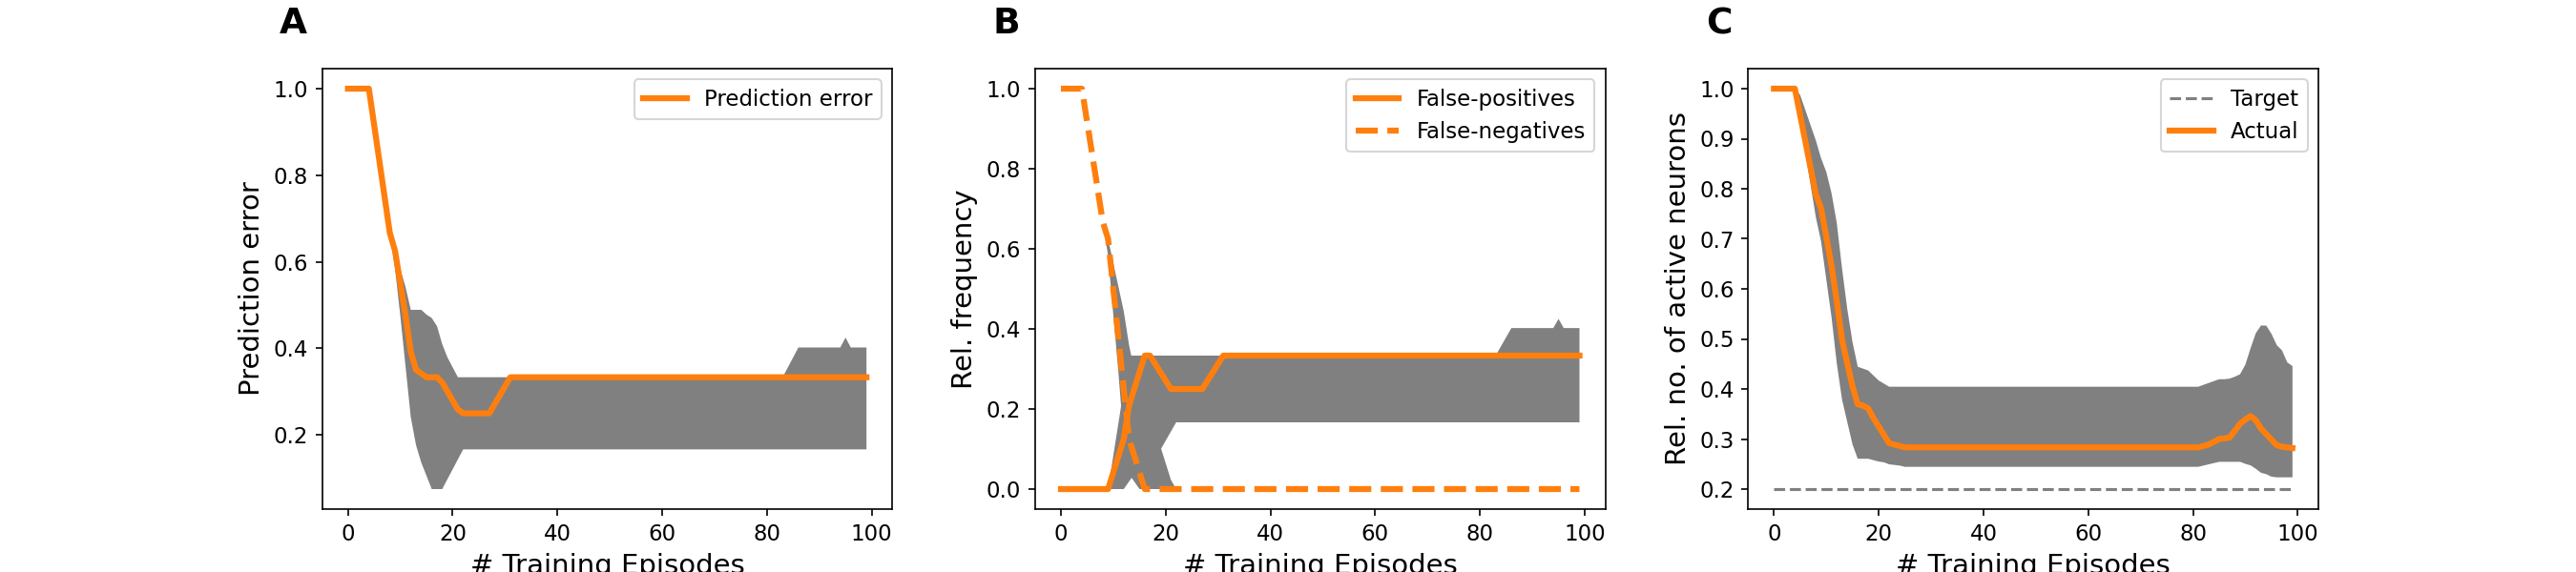 A
B
C
Prediction error
1.0
0.8
0.6
0.4
0.2
Prediction error
0
20
40
60
80
100
# Training Episodes
Rel. frequency
1.0
0.8
0.6
0.4
0.2
0.0
False-positives
False-negatives
0
20
40
60
80
100
# Training Episodes
Rel. no. of active neurons
1.0
0.9
0.8
0.7
0.6
0.5
0.4
0.3
0.2
Target
Actual
0
20
40
60
80
100
# Training Episodes